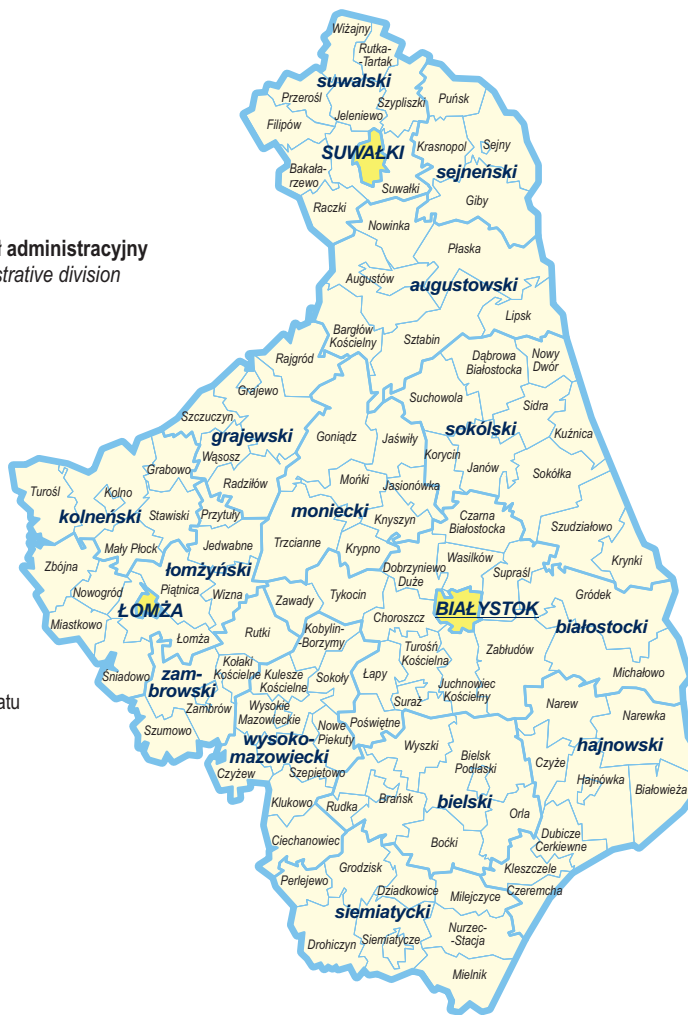 Wiżajny
Rutka-
-Tartak
suwalski
Przerośl
Szypliszki
Puńsk
Jeleniewo
Filipów
Krasnopol
Sejny
SUWAŁKI
Bakała-
rzewo
sejneński
Suwałki
Giby
Raczki
Nowinka
ł administracyjny
strative division
Płaska
Augustów
augustowski
Lipsk
Bargłów
Kościelny
Sztabin
Rajgród
Dąbrowa
Białostocka
Nowy
Dwór
Grajewo
Suchowola
Sidra
Szczuczyn
grajewski
Goniądz
Jaświły
sokólski
Kuźnica
Wąsosz
Korycin
Janów
Grabowo
Sokółka
Turośl
Kolno
Radziłów
Mońki
Jasionówka
kolneński
Stawiski
Przytuły
moniecki
Knyszyn
Czarna
Białostocka
Szudziałowo
Mały Płock
Jedwabne
Trzcianne
Krypno
Zbójna
łomżyński
Dobrzyniewo
Duże
Wasilków
Supraśl
Krynki
Nowogród
Piątnica
Wizna
Zawady
Tykocin
Gródek
ŁOMŻA
Choroszcz
BIAŁYSTOK
Miastkowo
białostocki
Łomża
Rutki
Kobylin-
-Borzymy
Turośń
Kościelna
Zabłudów
Śniadowo
zam-
browski
Kołaki
Kościelne
Kulesze
Kościelne
Sokoły
Łapy
Juchnowiec
Kościelny
Michałowo
atu
Zambrów
Wysokie
Mazowieckie
Suraż
Narew
Narewka
Szumowo
Nowe
Piekuty
Poświętne
wysoko-
mazowiecki
Wyszki
Bielsk
Podlaski
hajnowski
Czyżew
Szepietowo
Czyże
Hajnówka
Białowieża
Klukowo
Rudka
Brańsk
bielski
Orla
Ciechanowiec
Boćki
Dubicze
Cerkiewne
Kleszczele
Grodzisk
Perlejewo
Dziadkowice
Milejczyce
Czeremcha
siemiatycki
Nurzec-
-Stacja
Drohiczyn
Siemiatycze
Mielnik